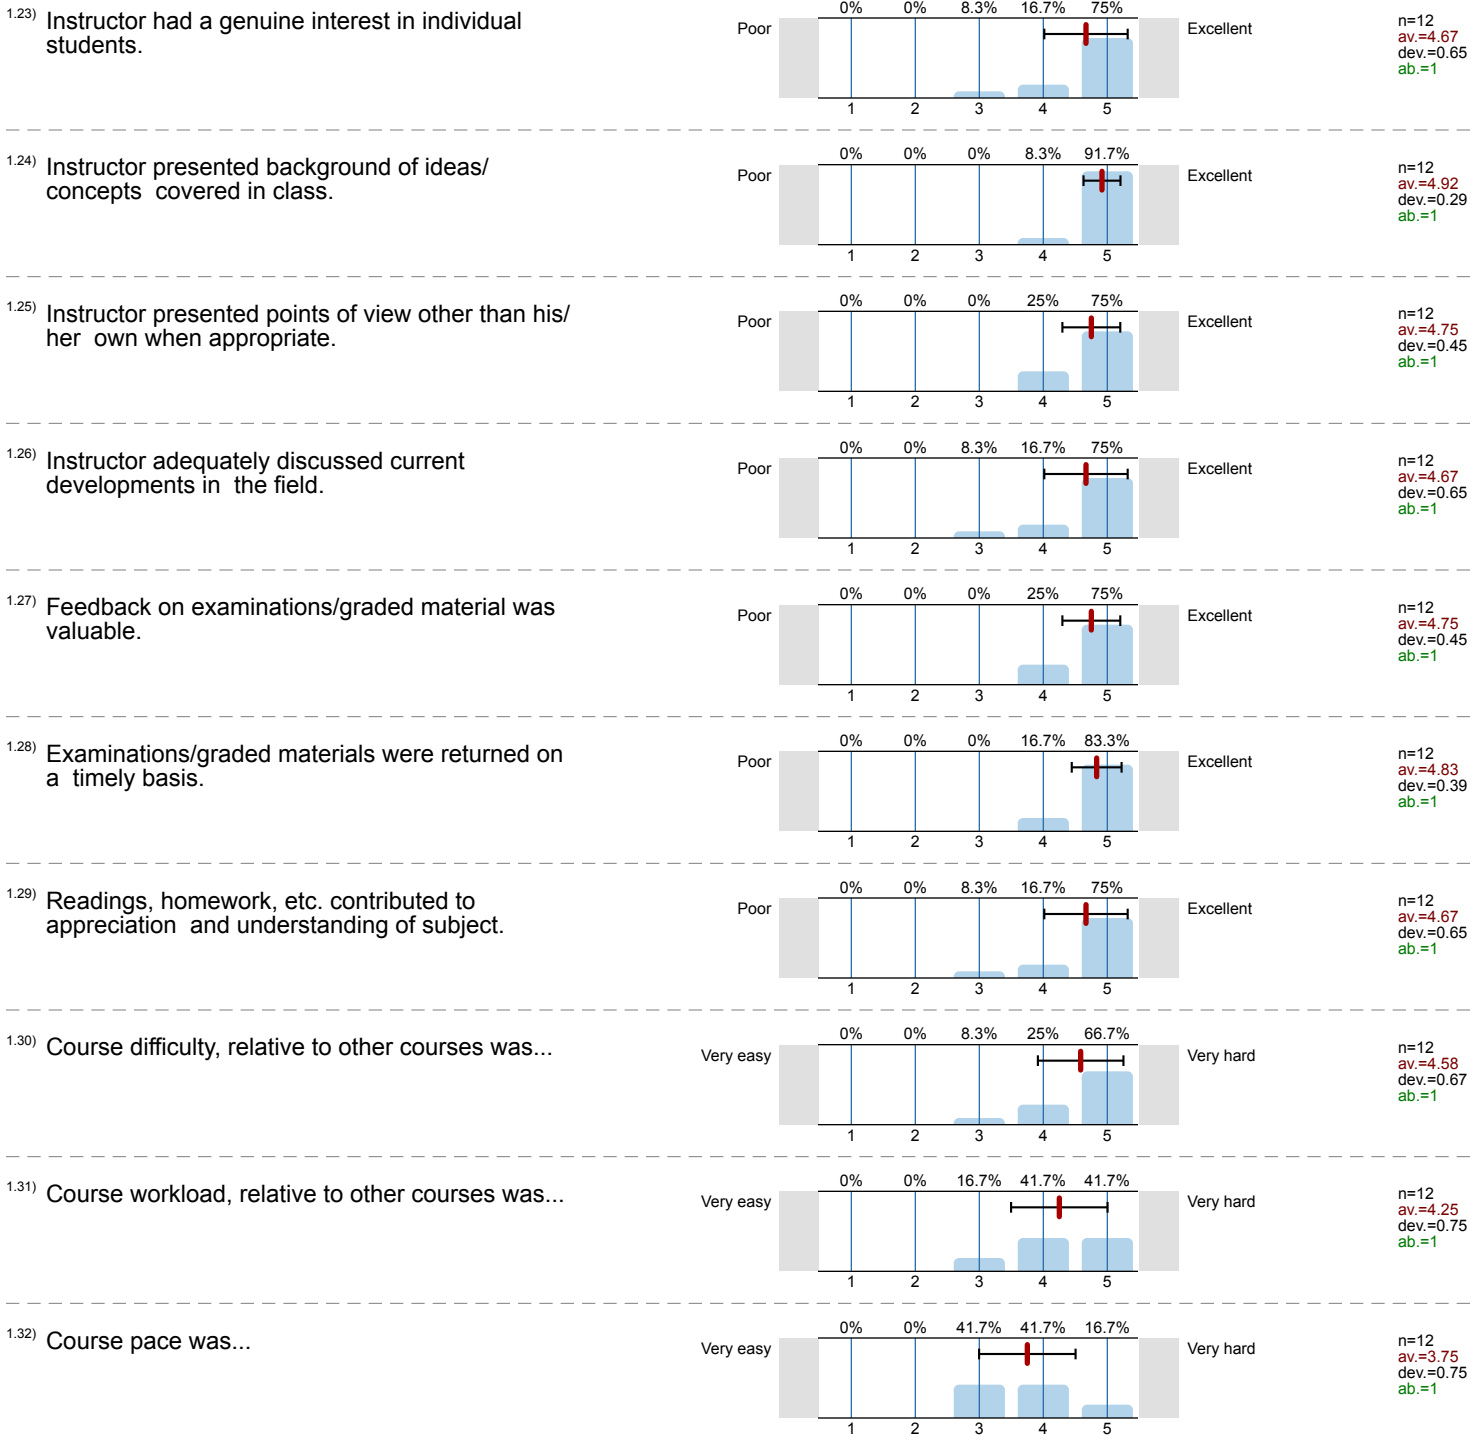 1.23) Instructor had a genuine interest in individual
students.
Poor
0% 0% 8.3% 16.7% 75%
1 2 3 4 5
Excellent
n=12
av.=4.67
dev.=0.65
ab.=1
1.24) Instructor presented background of ideas/
concepts covered in class.
Poor
0% 0% 0% 8.3% 91.7%
1 2 3 4 5
Excellent
n=12
av.=4.92
dev.=0.29
ab.=1
1.25) Instructor presented points of view other than his/
her own when appropriate.
Poor
0% 0% 0% 25% 75%
1 2 3 4 5
Excellent
n=12
av.=4.75
dev.=0.45
ab.=1
1.26) Instructor adequately discussed current
developments in the field.
Poor
0% 0% 8.3% 16.7% 75%
1 2 3 4 5
Excellent
n=12
av.=4.67
dev.=0.65
ab.=1
1.27) Feedback on examinations/graded material was
valuable.
Poor
0% 0% 0% 25% 75%
1 2 3 4 5
Excellent
n=12
av.=4.75
dev.=0.45
ab.=1
1.28) Examinations/graded materials were returned on
a timely basis.
Poor
0% 0% 0% 16.7% 83.3%
1 2 3 4 5
Excellent
n=12
av.=4.83
dev.=0.39
ab.=1
1.29) Readings, homework, etc. contributed to
appreciation and understanding of subject.
Poor
0% 0% 8.3% 16.7% 75%
1 2 3 4 5
Excellent
n=12
av.=4.67
dev.=0.65
ab.=1
1.30) Course difficulty, relative to other courses was...
Very easy
0% 0% 8.3% 25% 66.7%
1 2 3 4 5
Very hard
n=12
av.=4.58
dev.=0.67
ab.=1
1.31) Course workload, relative to other courses was...
Very easy
0% 0% 16.7% 41.7% 41.7%
1 2 3 4 5
Very hard
n=12
av.=4.25
dev.=0.75
ab.=1
1.32) Course pace was...
Very easy
0% 0% 41.7% 41.7% 16.7%
1 2 3 4 5
Very hard
n=12
av.=3.75
dev.=0.75
ab.=1